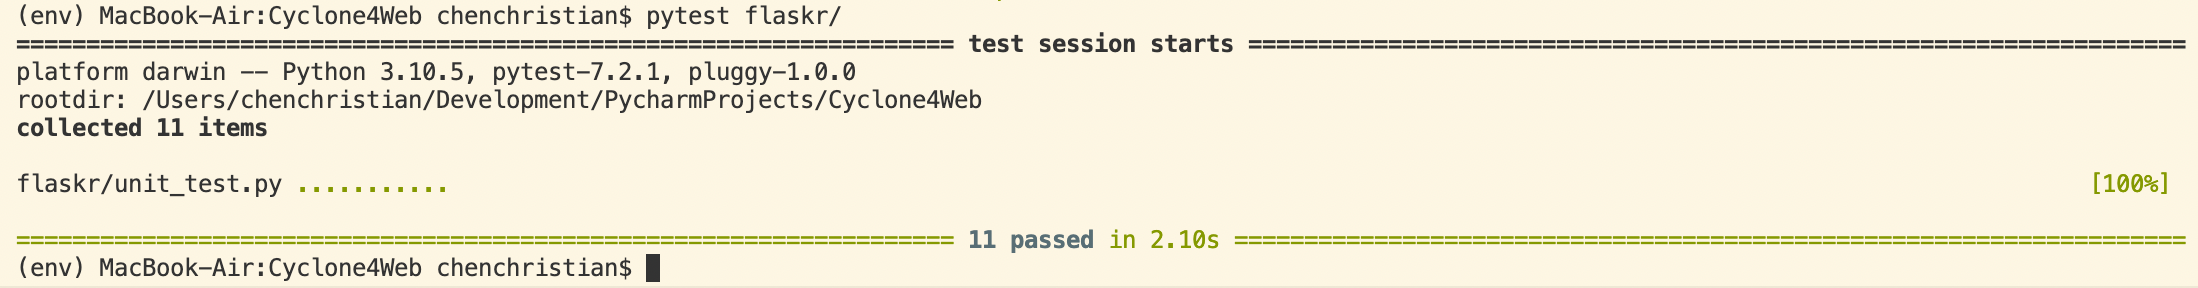 (env) MacBook-Air:Cyclone4Web chenchristian$ pytest flaskr/
=================================================================== test session starts ===================================================================
platform darwin -- Python 3.10.5, pytest-7.2.1, pluggy-1.0.0
rootdir: /Users/chenchristian/Development/PycharmProjects/Cyclone4Web
collected 11 items
flaskr/unit_test.py ........... [100%]
=================================================================== 11 passed in 2.10s ====================================================================
(env) MacBook-Air:Cyclone4Web chenchristian$